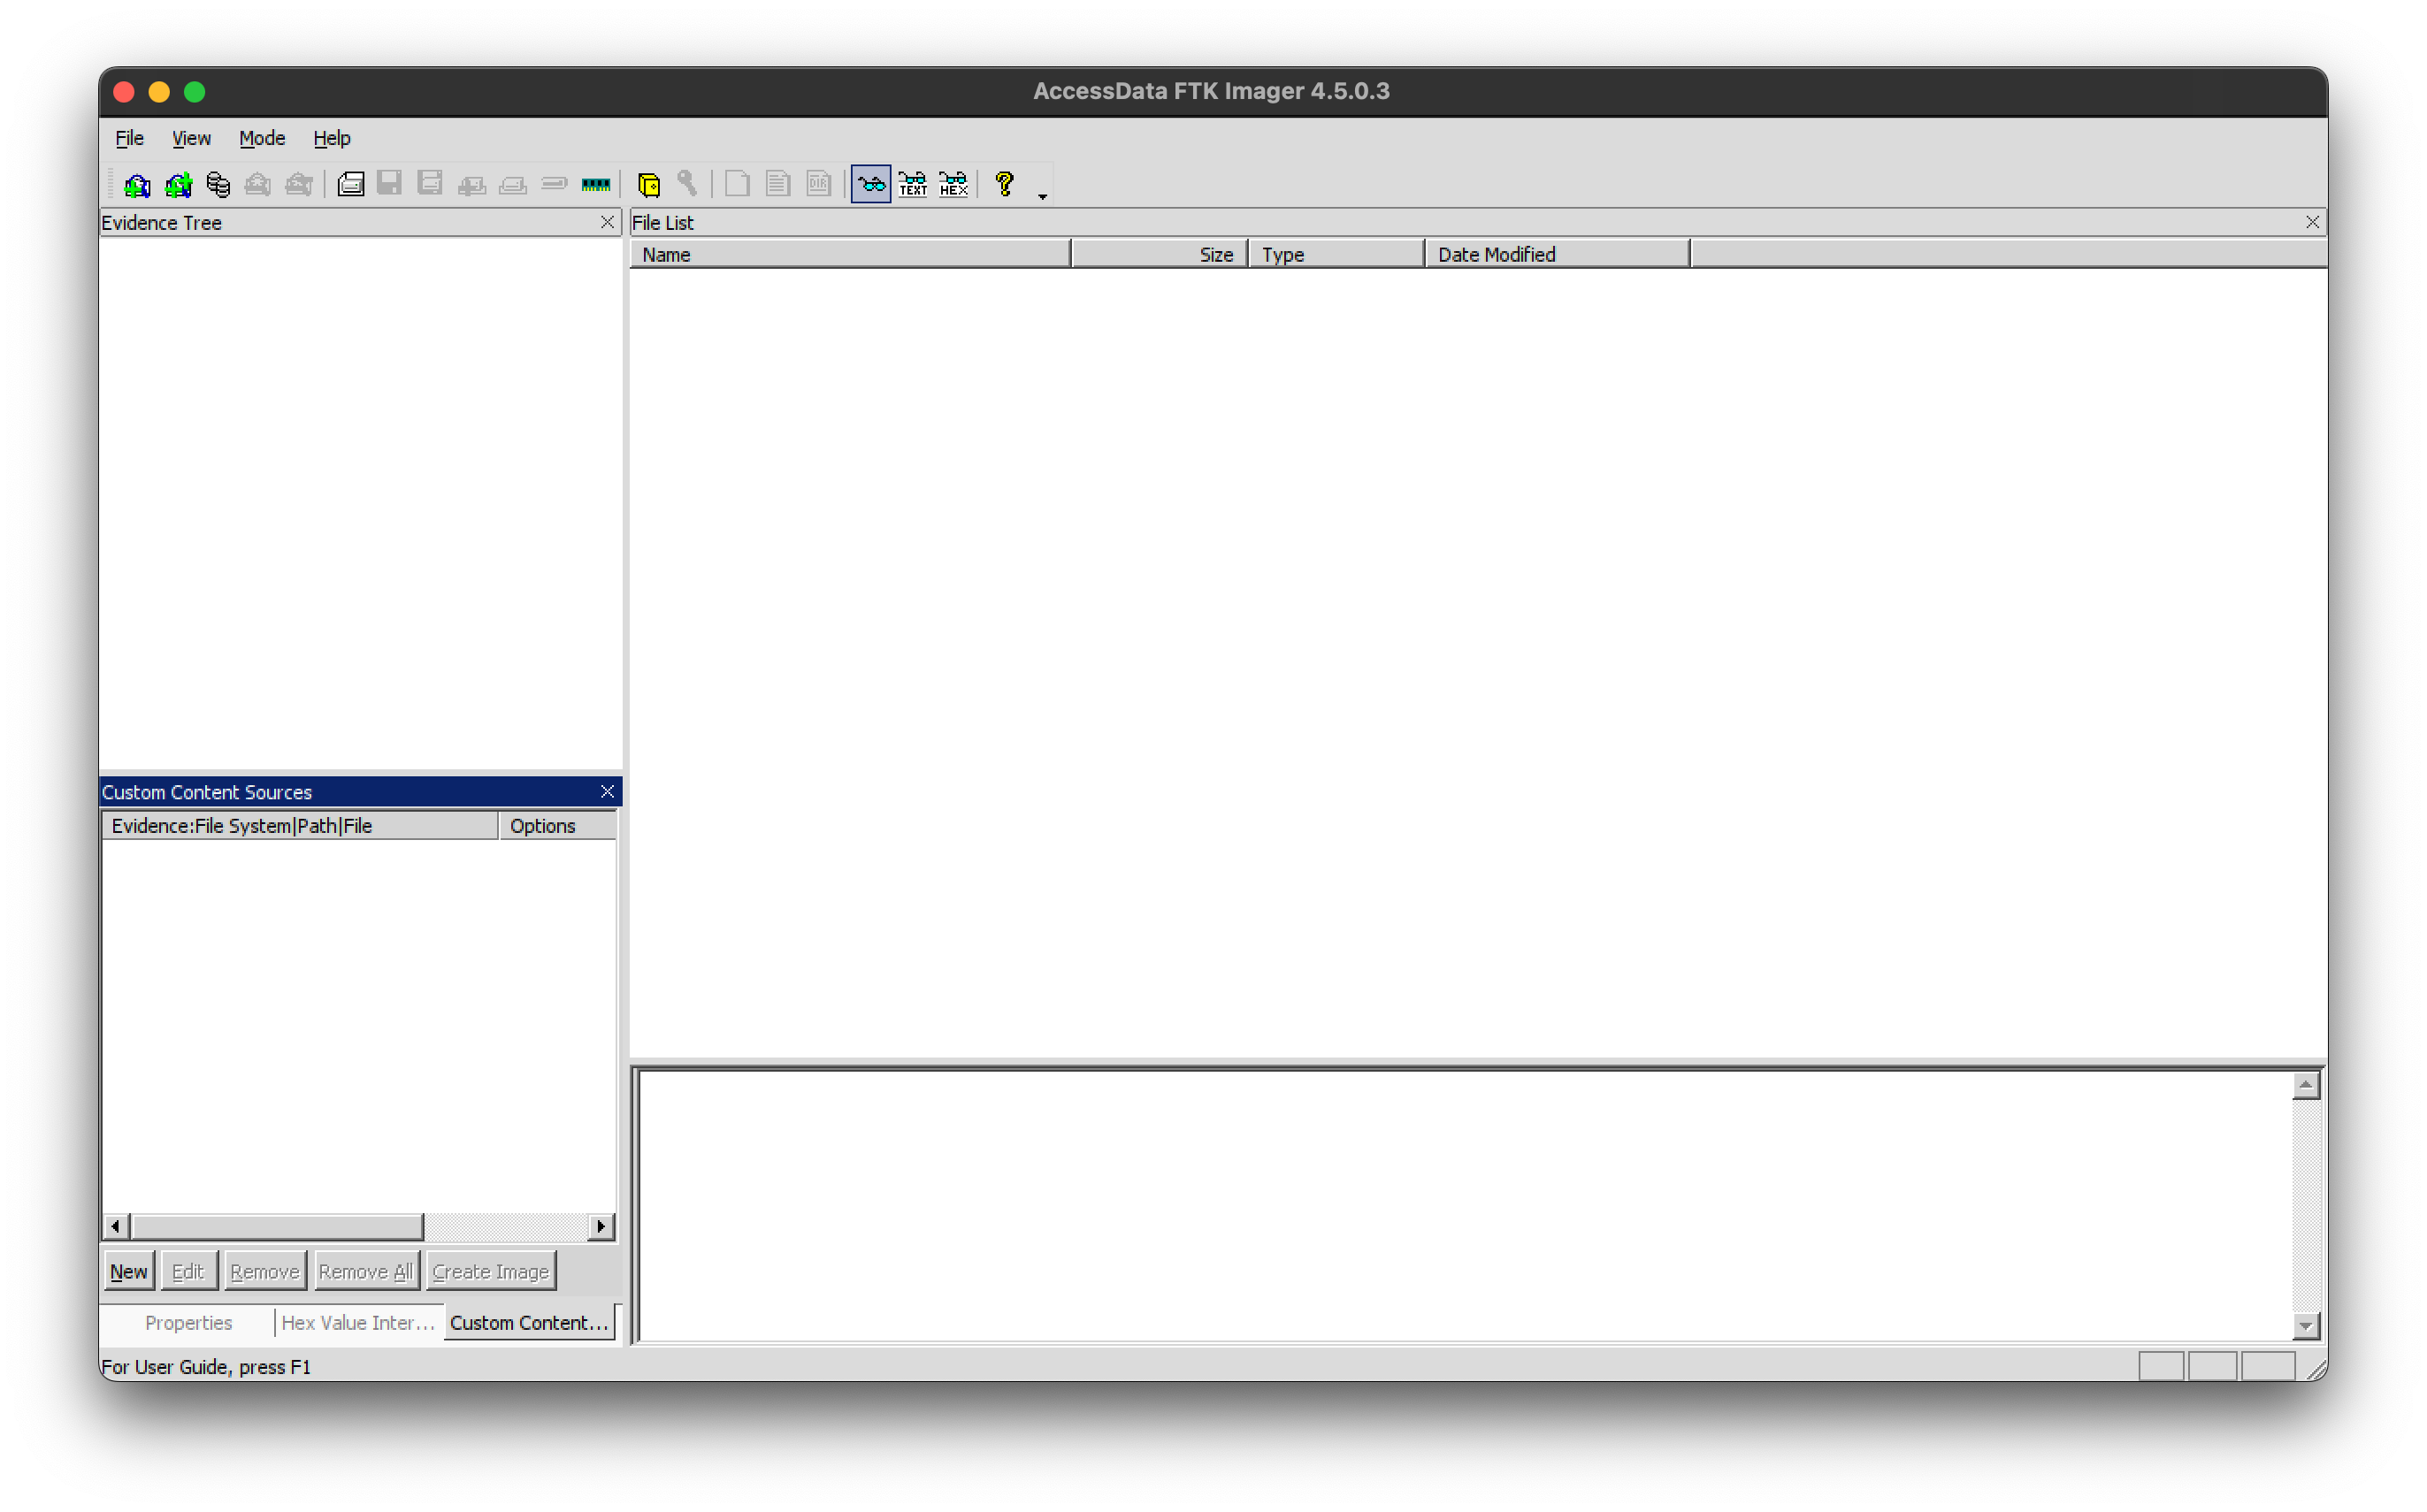 AccessData FTK Imager 4.5.0.3
File View Mode Help
DIR TEXT HEX ?
Evidence Tree
File List
Name Size Type Date Modified
Custom Content Sources
Evidence:File System|Path|File Options
New Edit Remove Remove All Create Image
Properties Hex Value Inter... Custom Content...
For User Guide, press F1